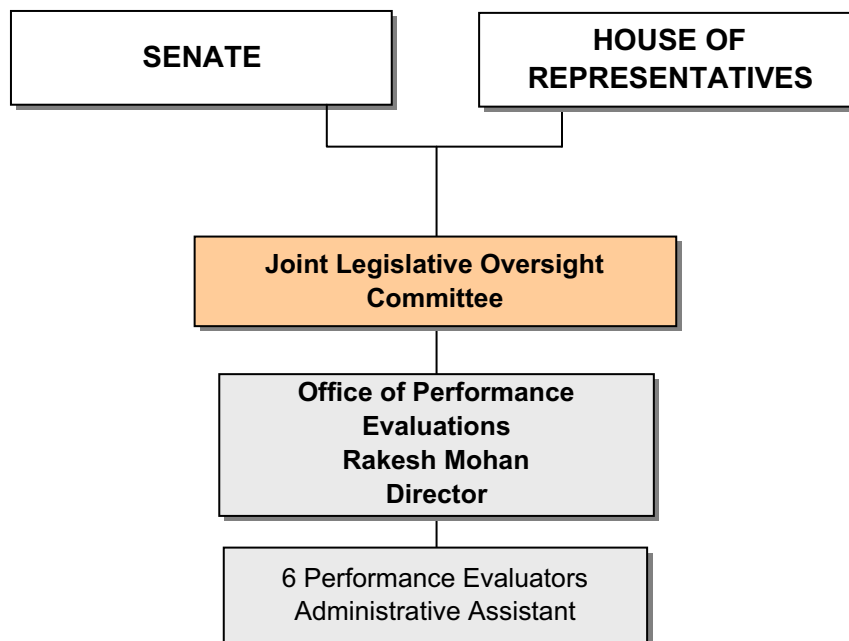 SENATE
HOUSE OF
REPRESENTATIVES
Joint Legislative Oversight
Committee
Office of Performance
Evaluations
Rakesh Mohan
Director
6 Performance Evaluators
Administrative Assistant